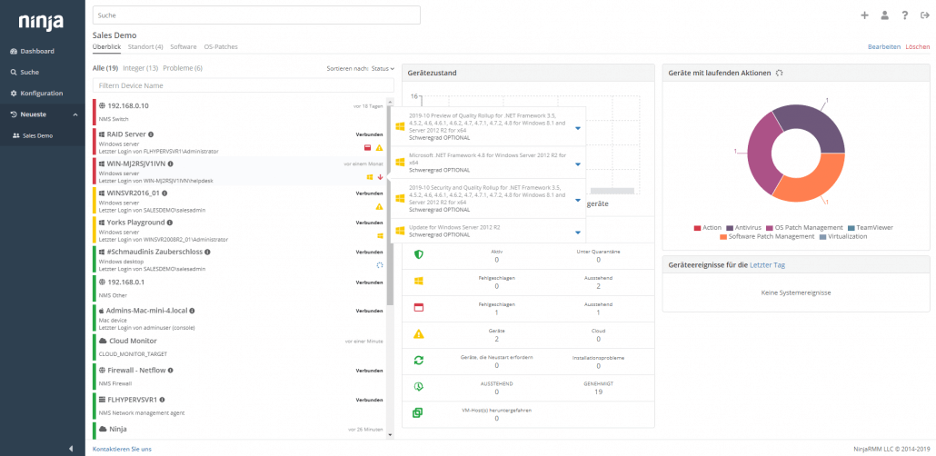 ninja
Dashboard
Suche
Konfiguration
Neueste
Sales Demo
Suche
Sales Demo
Überblick Standort (4) Software OS-Patches
Bearbeiten Löschen
Alle (19) Integer (13) Probleme (6) Sortieren nach: Status
Filtern Device Name
192.168.0.10 vor 18 Tagen
NMS Switch
RAID Server Verbunden
Windows server
Letzter Login von FLHYPERVSVR1\Administrator
WIN-MJ2RSJV1IVN vor einem Monat
Windows server
Letzter Login von WIN-MJ2RSJV1IVN\helpdesk
WINSVR2016_01 Verbunden
Windows server
Letzter Login von SALESDEMO\salesadmin
Yorks Playground Verbunden
Windows server
Letzter Login von WINSVR2008R2_01\Administrator
#Schmaudinis Zauberschloss Verbunden
Windows desktop
Letzter Login von SALESDEMO\salesadmin
192.168.0.1 Verbunden
NMS Other
Admins-Mac-mini-4.local Verbunden
Mac device
Letzter Login von adminuser (console)
Cloud Monitor vor einer Minute
CLOUD_MONITOR_TARGET
Firewall - Netflow Verbunden
NMS Firewall
FLHYPERVSVR1 Verbunden
NMS Network management agent
Ninja vor 26 Minuten
Gerätezustand
16
2019-10 Preview of Quality Rollup for .NET Framework 3.5,
4.5.2, 4.6, 4.6.1, 4.6.2, 4.7, 4.7.1, 4.7.2, 4.8 for Windows 8.1 and
Server 2012 R2 for x64
Schweregrad OPTIONAL
Microsoft .NET Framework 4.8 for Windows Server 2012 R2 for
x64
Schweregrad OPTIONAL
2019-10 Security and Quality Rollup for .NET Framework 3.5,
4.5.2, 4.6, 4.6.1, 4.6.2, 4.7, 4.7.1, 4.7.2, 4.8 for Windows 8.1 and
Server 2012 R2 for x64
Schweregrad OPTIONAL
geräte
Update for Windows Server 2012 R2
Schweregrad OPTIONAL
Aktiv Unter Quarantäne
0 0
Fehlgeschlagen Ausstehend
0 2
Fehlgeschlagen Ausstehend
1 1
Geräte Cloud
2 0
Geräte, die Neustart erfordern Installationsprobleme
0 0
AUSSTEHEND GENEHMIGT
0 19
VM-Host(s) heruntergefahren
0
Geräte mit laufenden Aktionen
1
1
1
Action Antivirus OS Patch Management TeamViewer
Software Patch Management Virtualization
Geräteereignisse für die Letzter Tag
Keine Systemereignisse
Kontaktieren Sie uns
NinjaRMM LLC © 2014-2019